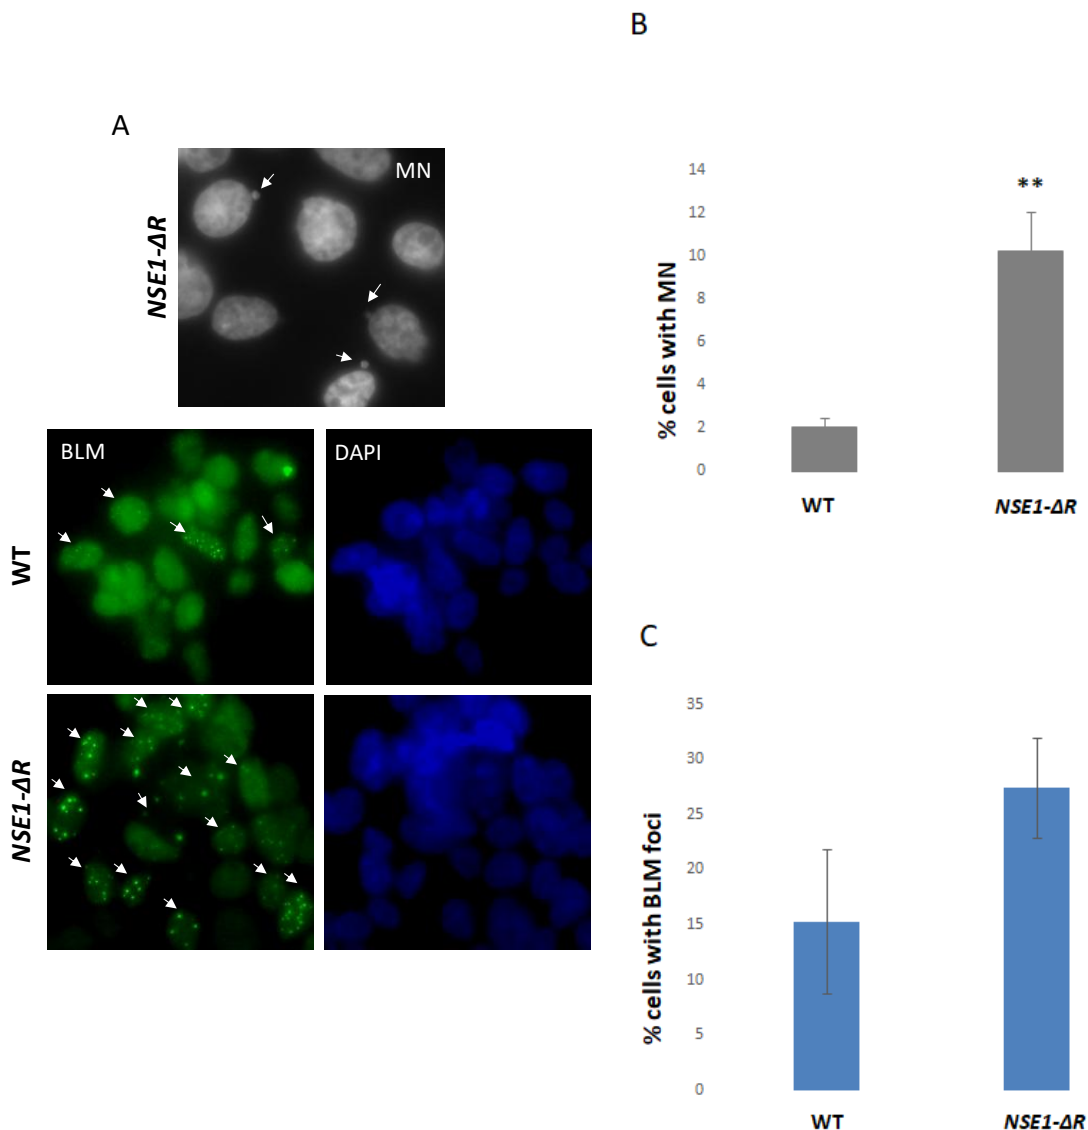 A
MN
NSE1-ΔR
BLM
DAPI
WT
NSE1-ΔR
B
% cells with MN
14
12
10
8
6
4
2
0
**
WT
NSE1-ΔR
C
% cells with BLM foci
35
30
25
20
15
10
5
0
WT
NSE1-ΔR